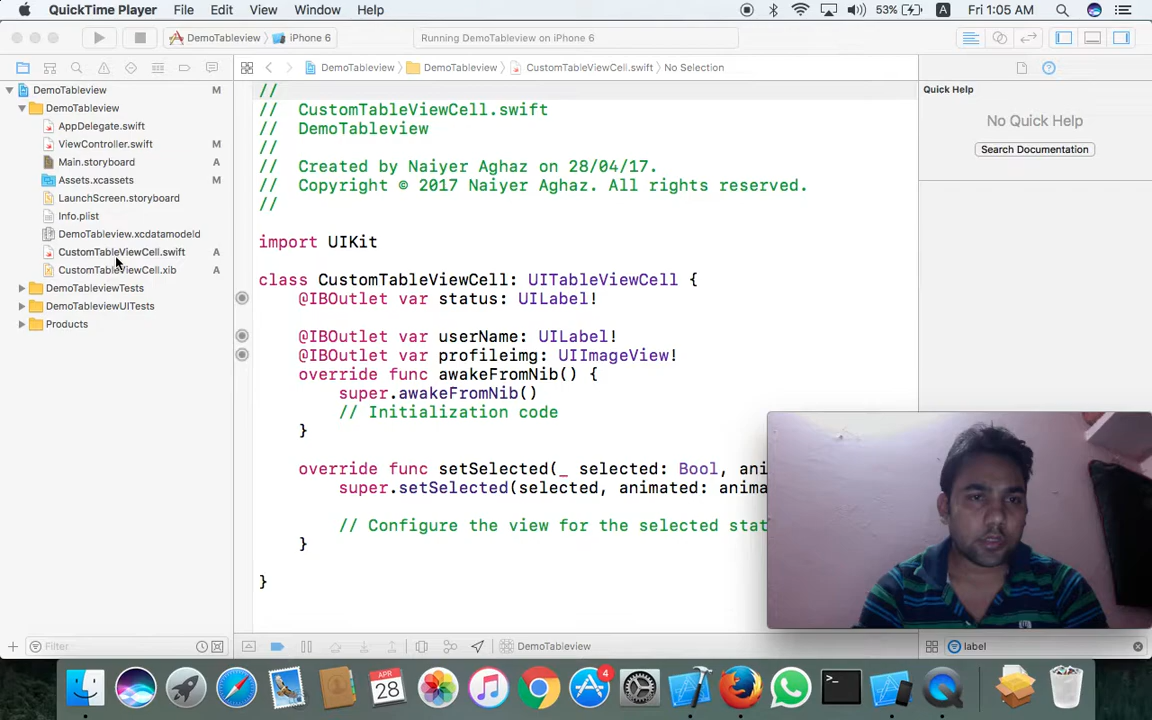 QuickTime Player File Edit View Window Help
53% A Fri 1:05 AM
DemoTableview iPhone 6
Running DemoTableview on iPhone 6
DemoTableview DemoTableview CustomTableViewCell.swift No Selection
DemoTableview M
DemoTableview
AppDelegate.swift
ViewController.swift M
Main.storyboard A
Assets.xcassets M
LaunchScreen.storyboard
Info.plist
DemoTableview.xcdatamodeld
CustomTableViewCell.swift A
CustomTableViewCell.xib A
DemoTableviewTests
DemoTableviewUITests
Products
Filter
//
// CustomTableViewCell.swift
// DemoTableview
//
// Created by Naiyer Aghaz on 28/04/17.
// Copyright © 2017 Naiyer Aghaz. All rights reserved.
//
import UIKit
class CustomTableViewCell: UITableViewCell {
@IBOutlet var status: UILabel!
@IBOutlet var userName: UILabel!
@IBOutlet var profileimg: UIImageView!
override func awakeFromNib() {
super.awakeFromNib()
// Initialization code
}
override func setSelected(_ selected: Bool, ani
super.setSelected(selected, animated: anima
// Configure the view for the selected stat
}
}
DemoTableview
Quick Help
No Quick Help
Search Documentation
label
APR
28
4
>_